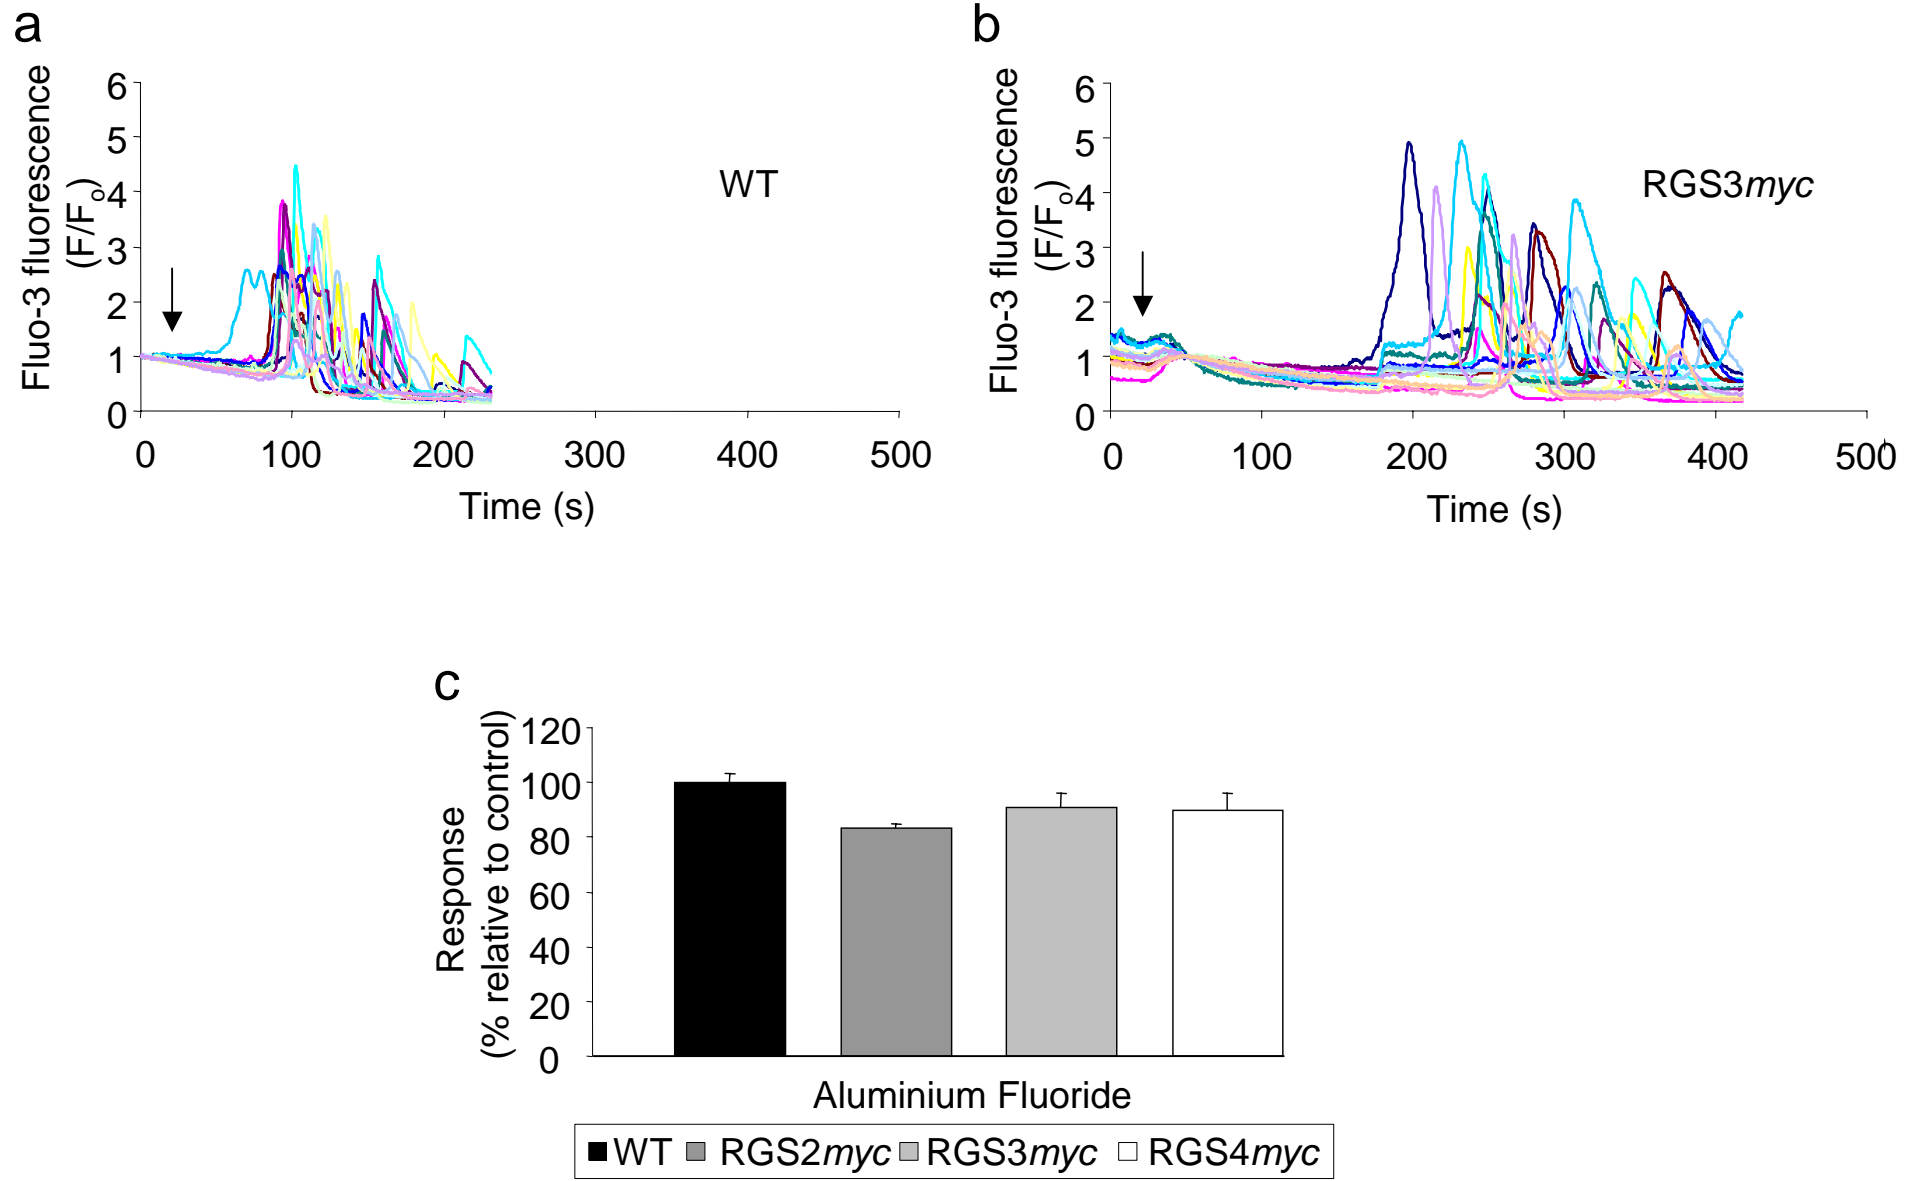 a
Fluo-3 fluorescence
(F/Fo)
6
5
4
3
2
1
0
WT
0 100 200 300 400 500
Time (s)
b
Fluo-3 fluorescence
(F/Fo)
6
5
4
3
2
1
0
RGS3myc
0 100 200 300 400 500
Time (s)
c
Response
(% relative to control)
120
100
80
60
40
20
0
Aluminium Fluoride
WT RGS2myc RGS3myc RGS4myc